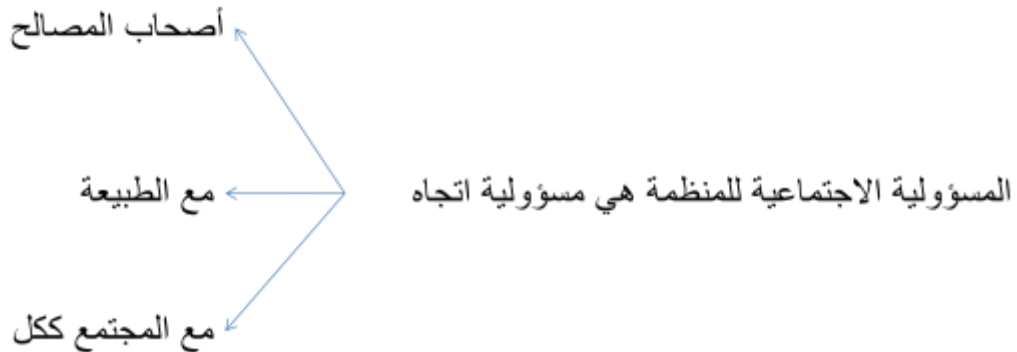 المسؤولية الاجتماعية للمنظمة هي مسؤولية اتجاه
أصحاب المصالح
مع الطبيعة
مع المجتمع ككل